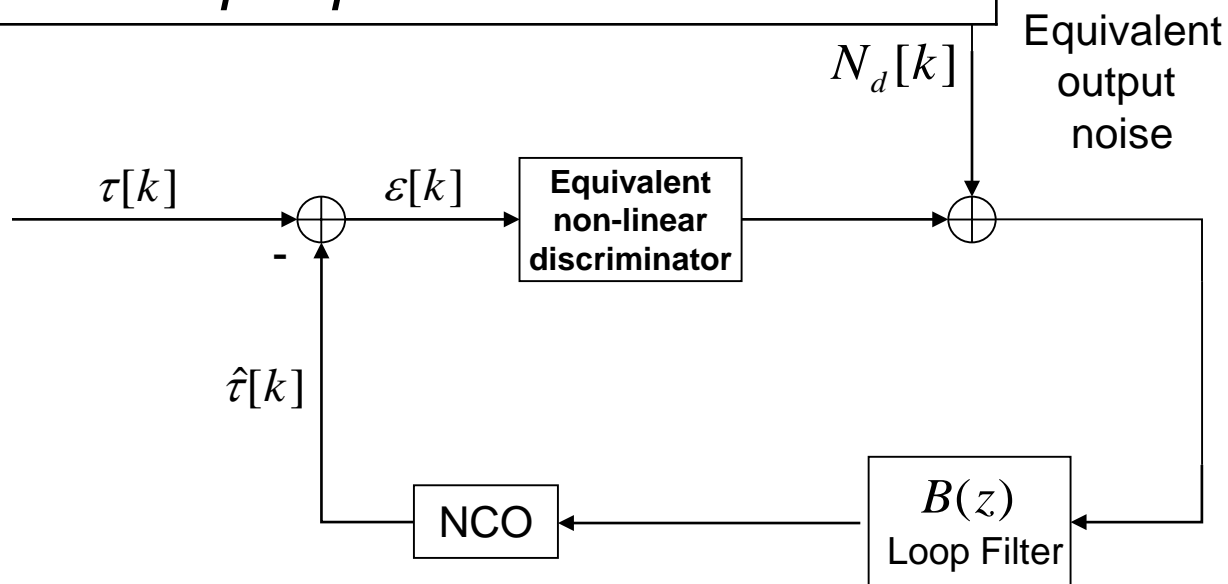 Equivalent
output
noise
N_d[k]
τ[k]
ε[k]
Equivalent
non-linear
discriminator
-
τ̂[k]
NCO
B(z)
Loop Filter